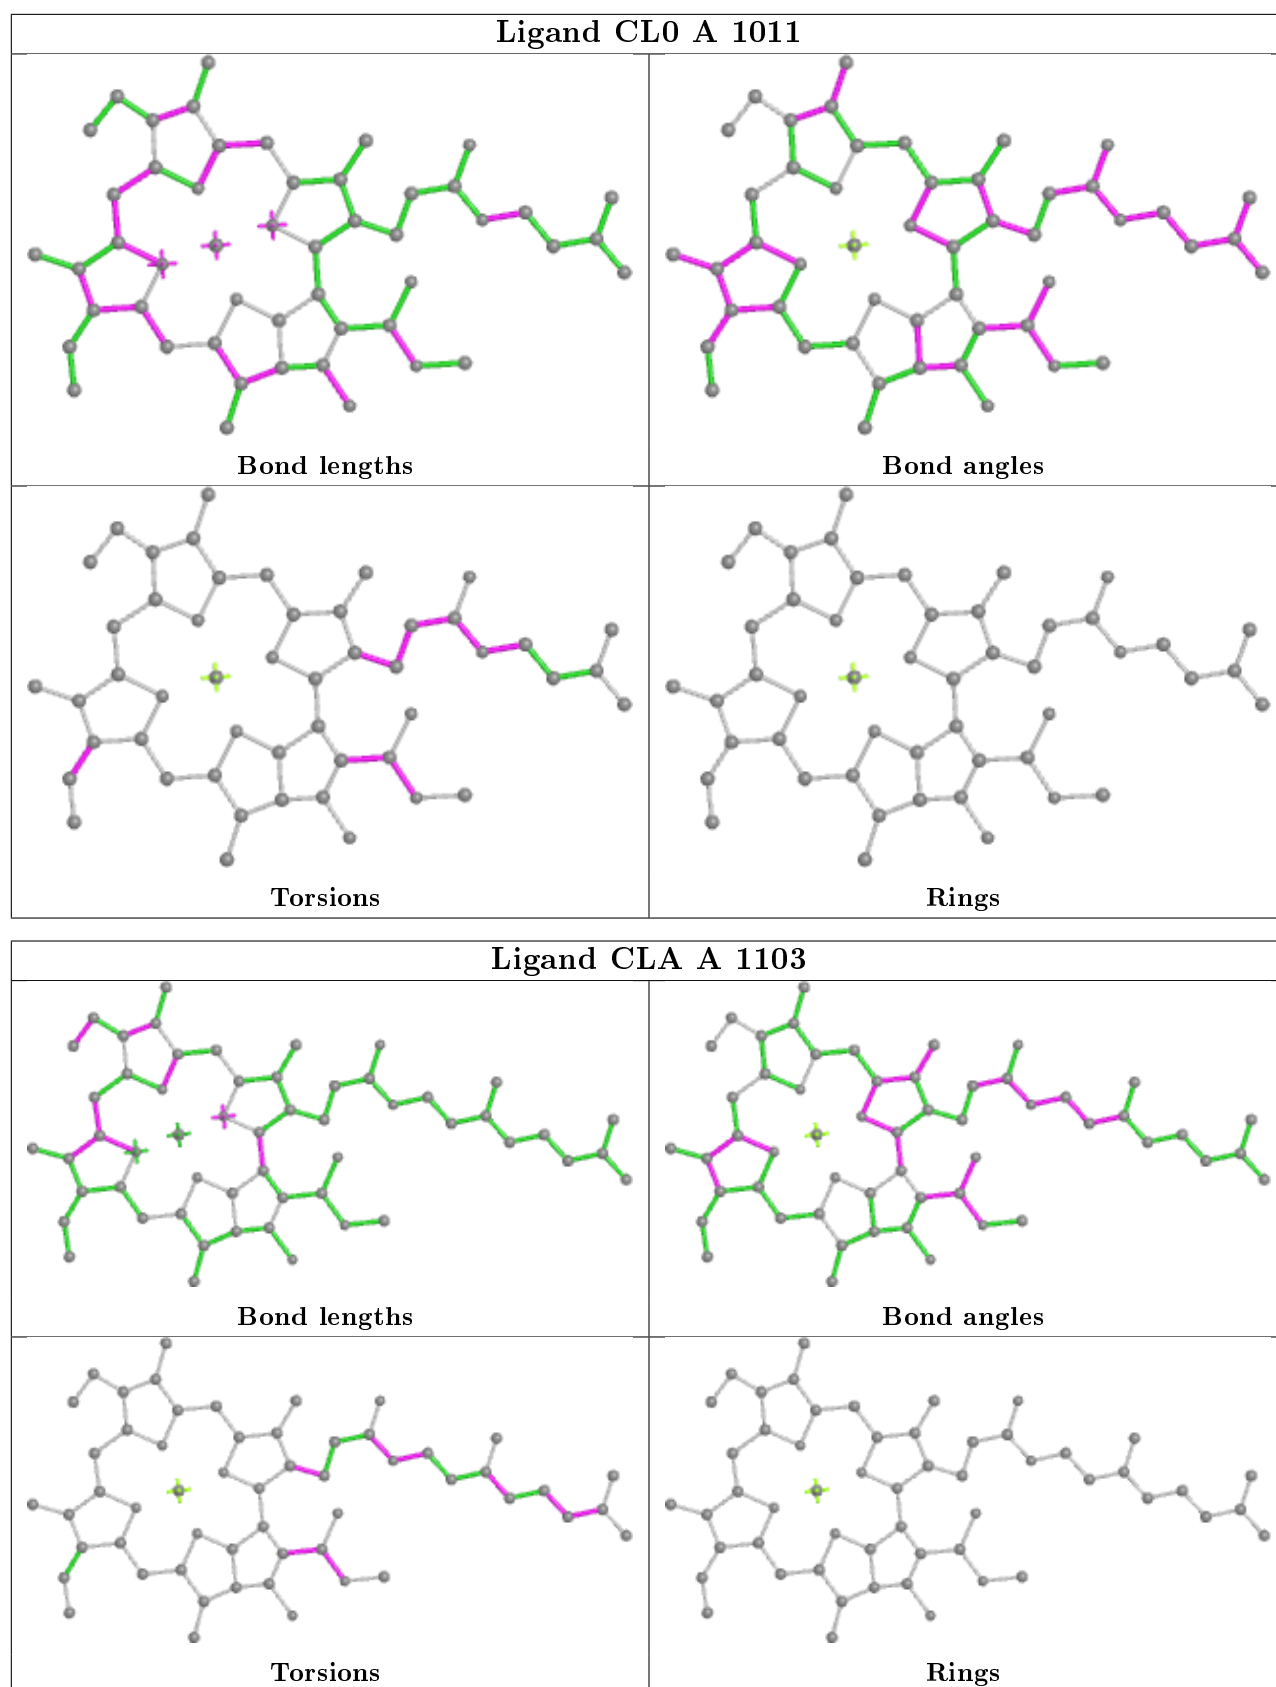 Ligand CL0 A 1011
Bond lengths
Bond angles
Torsions
Rings
Ligand CLA A 1103
Bond lengths
Bond angles
Torsions
Rings